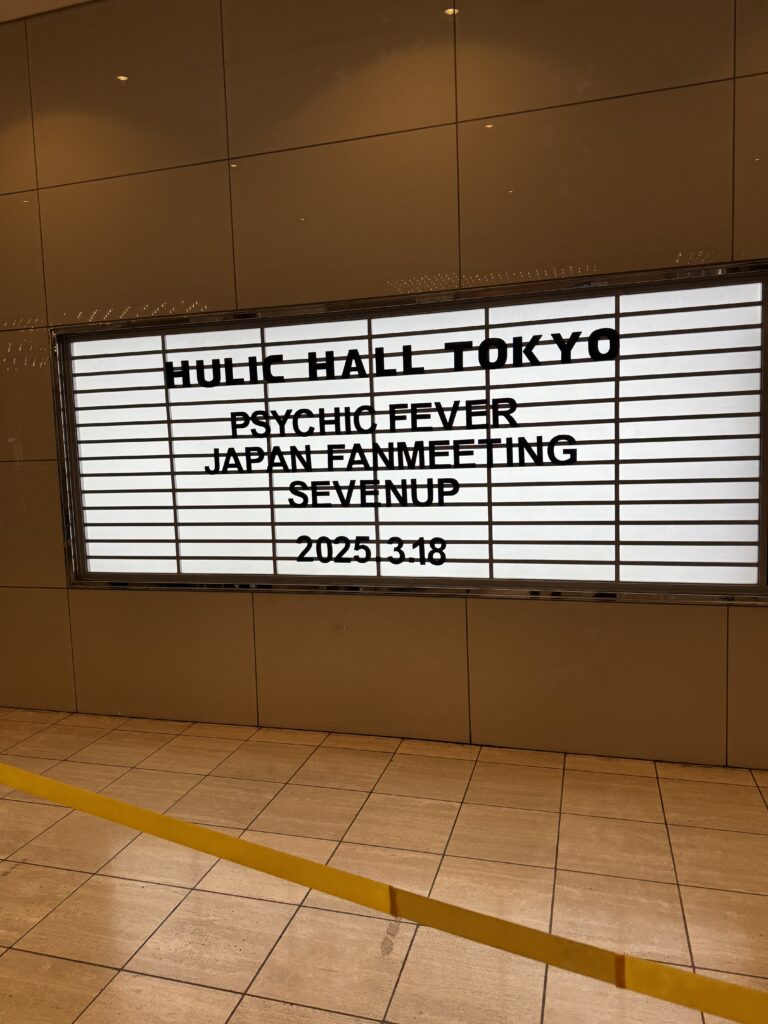 HULIC HALL TOKYO
PSYCHIC FEVER
JAPAN FANMEETING
SEVENUP
2025.3.18